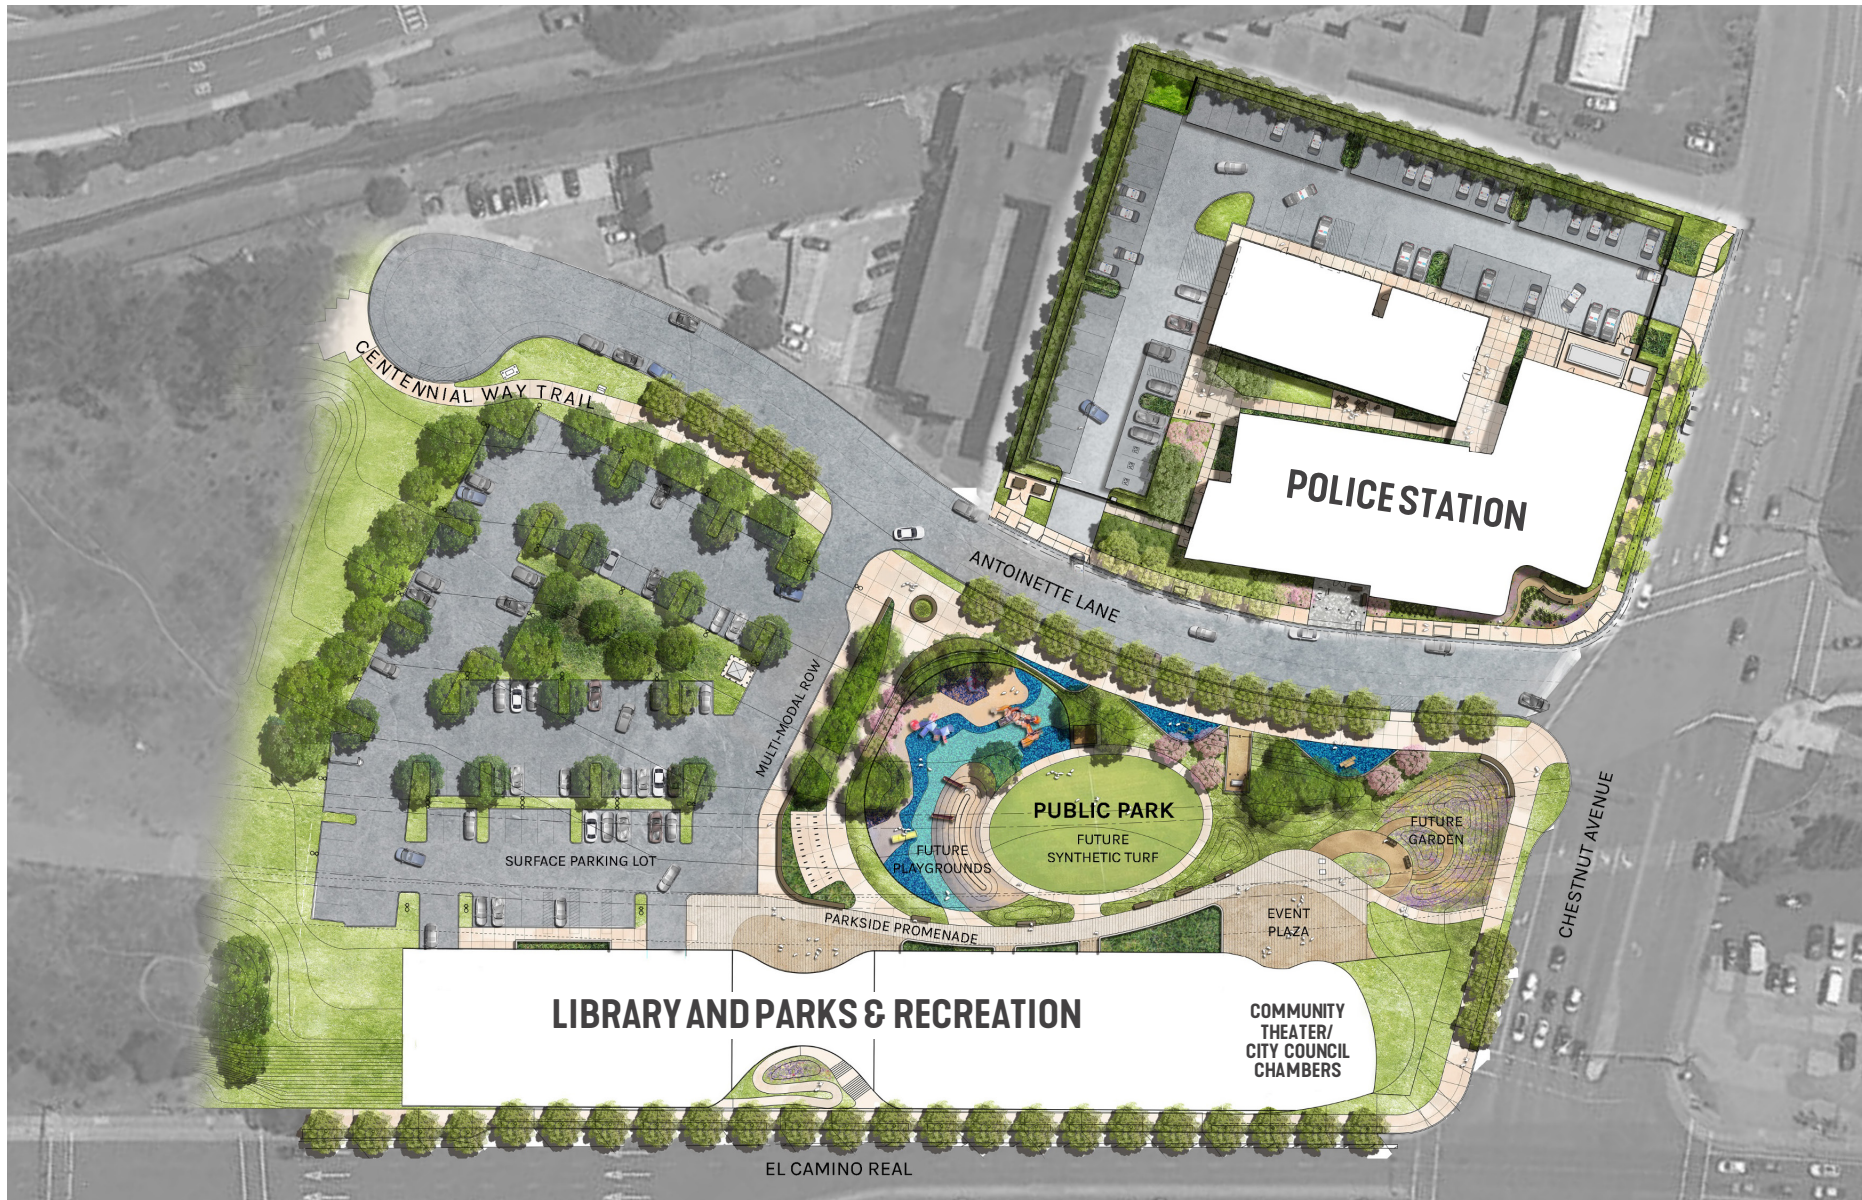 CENTENNIAL WAY TRAIL
POLICE STATION
ANTOINETTE LANE
MULTI-MODAL ROW
PUBLIC PARK
FUTURE
SYNTHETIC TURF
FUTURE
PLAYGROUNDS
FUTURE
GARDEN
CHESTNUT AVENUE
SURFACE PARKING LOT
PARKSIDE PROMENADE
EVENT
PLAZA
LIBRARY AND PARKS & RECREATION
COMMUNITY
THEATER/
CITY COUNCIL
CHAMBERS
EL CAMINO REAL